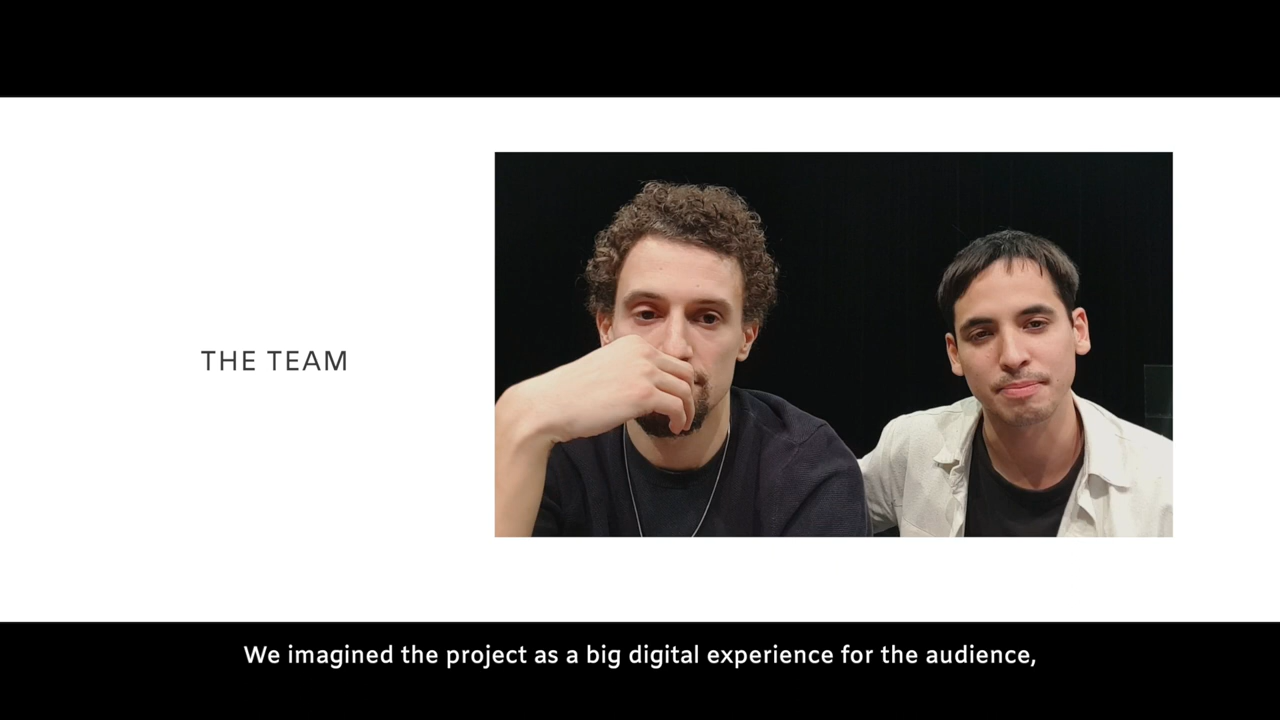 THE TEAM
We imagined the project as a big digital experience for the audience,